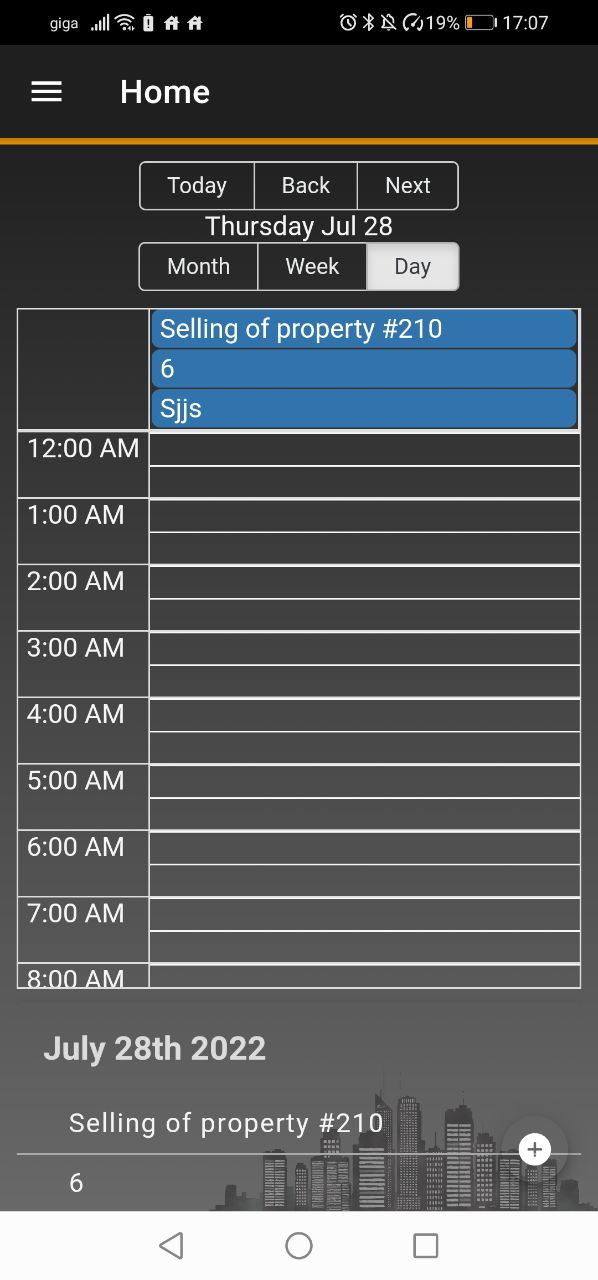 giga 19% 17:07
Home
Today Back Next
Thursday Jul 28
Month Week Day
Selling of property #210
6
Sjjs
12:00 AM
1:00 AM
2:00 AM
3:00 AM
4:00 AM
5:00 AM
6:00 AM
7:00 AM
8:00 AM
July 28th 2022
Selling of property #210
6